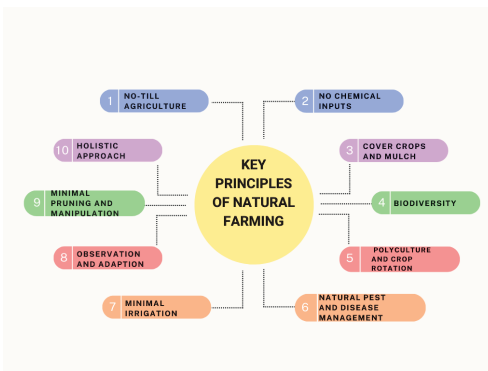 KEY
PRINCIPLES
OF NATURAL
FARMING
1 NO-TILL
AGRICULTURE
2 NO CHEMICAL
INPUTS
3 COVER CROPS
AND MULCH
4 BIODIVERSITY
5 POLYCULTURE
AND CROP
ROTATION
6 NATURAL PEST
AND DISEASE
MANAGEMENT
7 MINIMAL
IRRIGATION
8 OBSERVATION
AND ADAPTION
9 MINIMAL
PRUNING AND
MANIPULATION
10 HOLISTIC
APPROACH